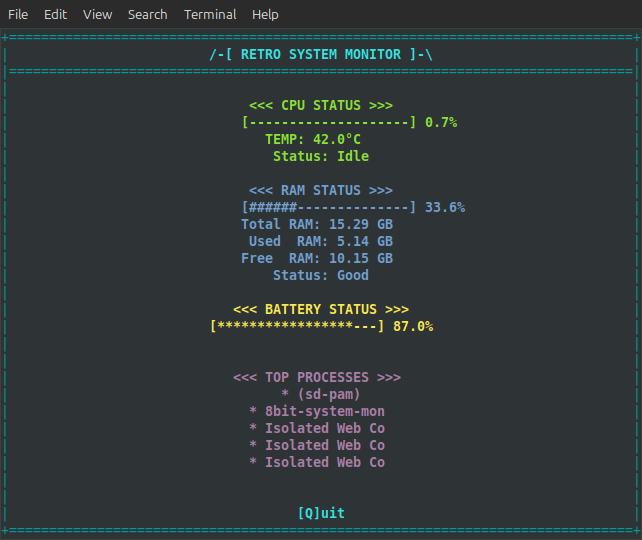 File Edit View Search Terminal Help
/-[ RETRO SYSTEM MONITOR ]-\
<<< CPU STATUS >>>
[--------------------] 0.7%
TEMP: 42.0°C
Status: Idle
<<< RAM STATUS >>>
[######--------------] 33.6%
Total RAM: 15.29 GB
Used  RAM: 5.14 GB
Free  RAM: 10.15 GB
Status: Good
<<< BATTERY STATUS >>>
[*****************---] 87.0%
<<< TOP PROCESSES >>>
* (sd-pam)
* 8bit-system-mon
* Isolated Web Co
* Isolated Web Co
* Isolated Web Co
[Q]uit